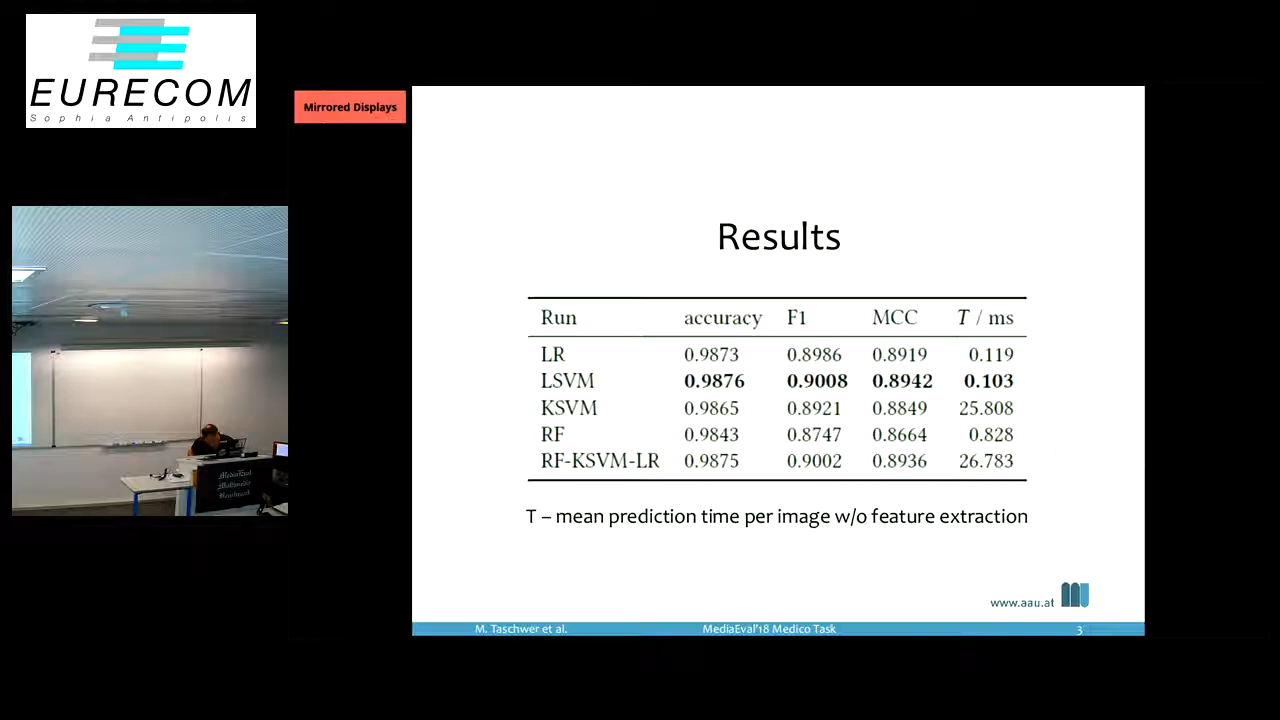 EURECOM
Sophia Antipolis
Mirrored Displays
Results
Run accuracy F1 MCC T / ms
LR 0.9873 0.8986 0.8919 0.119
LSVM 0.9876 0.9008 0.8942 0.103
KSVM 0.9865 0.8921 0.8849 25.808
RF 0.9843 0.8747 0.8664 0.828
RF-KSVM-LR 0.9875 0.9002 0.8936 26.783
T – mean prediction time per image w/o feature extraction
www.aau.at
M. Taschwer et al. MediaEval'18 Medico Task 3
MediaEval
Multimedia
Benchmark